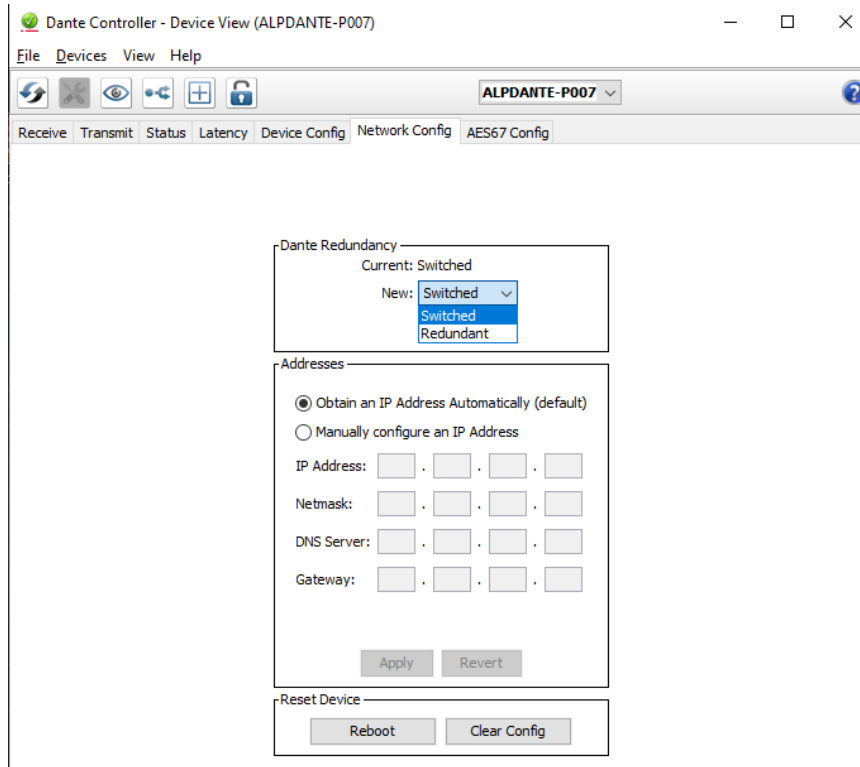 Dante Controller - Device View (ALPDANTE-P007)
File Devices View Help
ALPDANTE-P007
?
Receive Transmit Status Latency Device Config Network Config AES67 Config
Dante Redundancy
Current: Switched
New: Switched
Switched
Redundant
Addresses
Obtain an IP Address Automatically (default)
Manually configure an IP Address
IP Address: . . .
Netmask: . . .
DNS Server: . . .
Gateway: . . .
Apply Revert
Reset Device
Reboot Clear Config